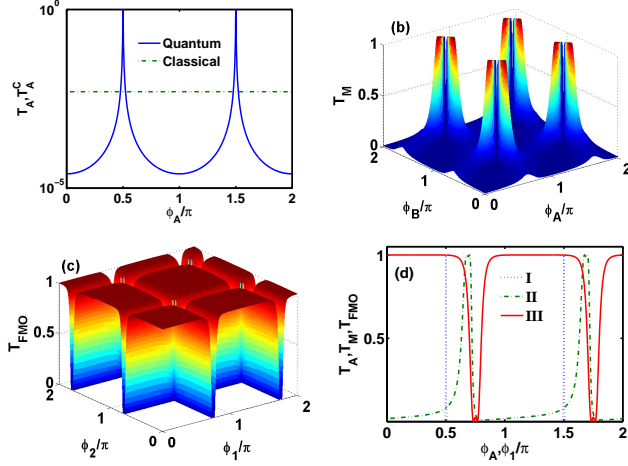 10⁰
Quantum
Classical
T_A,T_A^C
10⁻⁵
0 0.5 1 1.5 2
ϕ_A/π
(b)
1
0.5
0
T_M
2
1
0
ϕ_B/π
0
1
2
ϕ_A/π
(c)
1
0.5
0
T_FMO
2
1
0
ϕ_2/π
0
1
2
ϕ_1/π
(d)
1
0.5
T_A,T_M,T_FMO
I
II
III
0 0.5 1.0 1.5 2.0
ϕ_A,ϕ_1/π